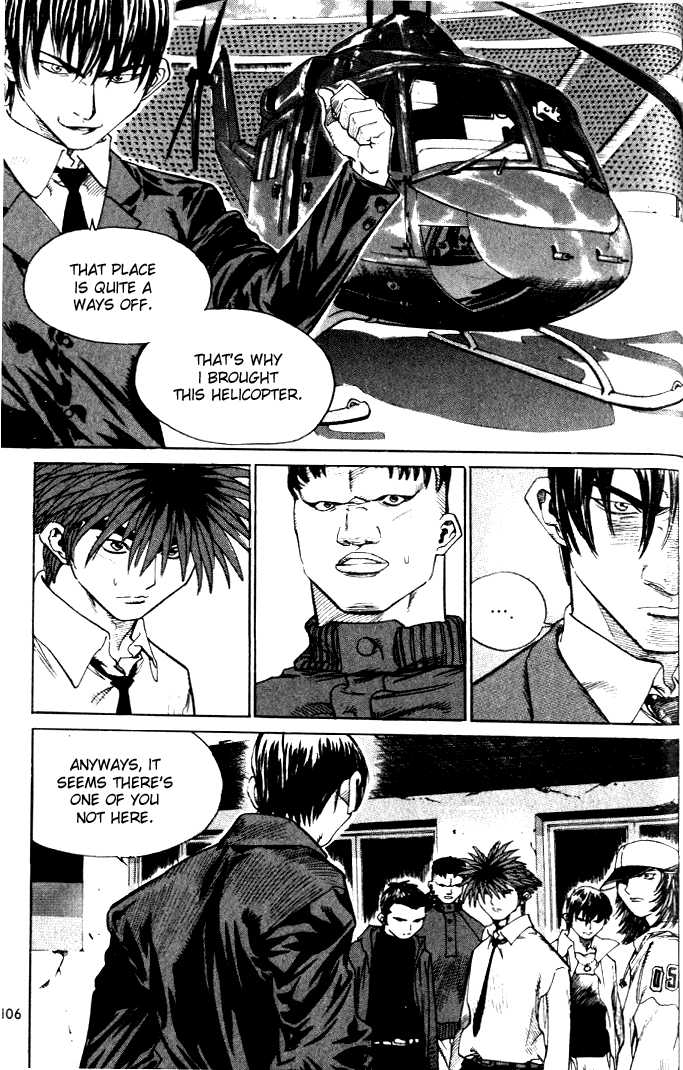 THAT PLACE
IS QUITE A
WAYS OFF.
THAT'S WHY
I BROUGHT
THIS HELICOPTER.
...
ANYWAYS, IT
SEEMS THERE'S
ONE OF YOU
NOT HERE.
05
106